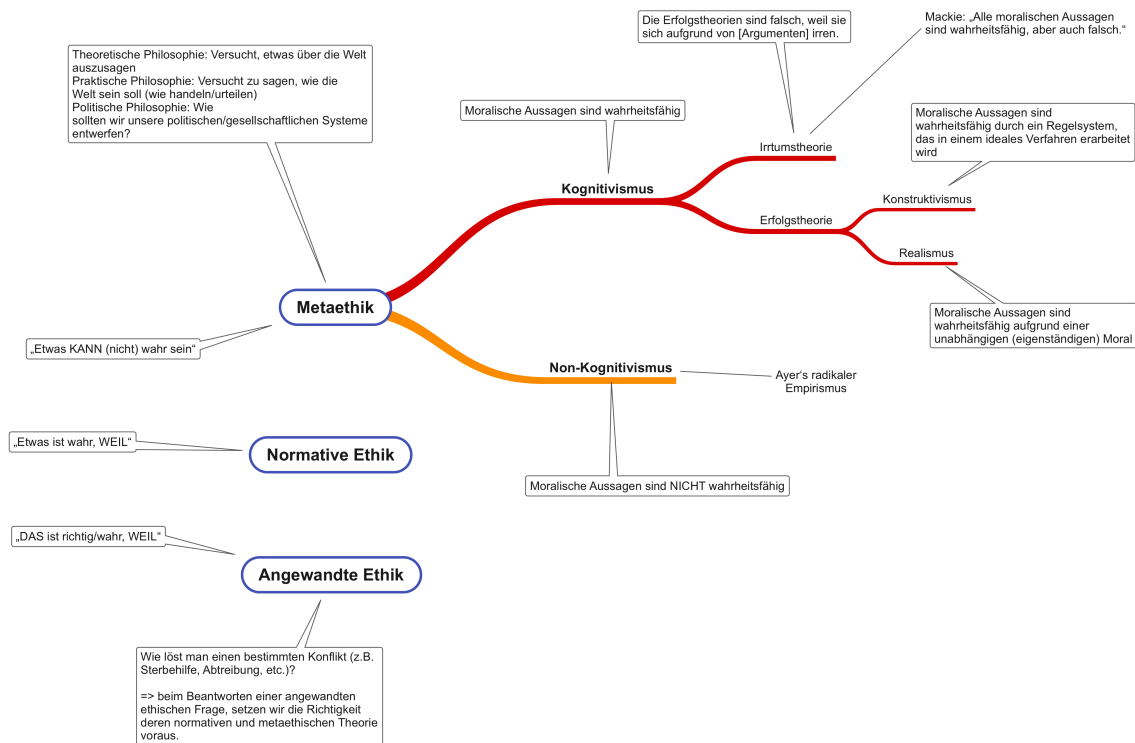 Die Erfolgstheorien sind falsch, weil sie
sich aufgrund von [Argumenten] irren.
Mackie: „Alle moralischen Aussagen
sind wahrheitsfähig, aber auch falsch.“
Theoretische Philosophie: Versucht, etwas über die Welt
auszusagen
Praktische Philosophie: Versucht zu sagen, wie die
Welt sein soll (wie handeln/urteilen)
Politische Philosophie: Wie
sollten wir unsere politischen/gesellschaftlichen Systeme
entwerfen?
Moralische Aussagen sind wahrheitsfähig
Moralische Aussagen sind
wahrheitsfähig durch ein Regelsystem,
das in einem ideales Verfahren erarbeitet
wird
Irrtumstheorie
Kognitivismus
Konstruktivismus
Erfolgstheorie
Realismus
Metaethik
Moralische Aussagen sind
wahrheitsfähig aufgrund einer
unabhängigen (eigenständigen) Moral
„Etwas KANN (nicht) wahr sein“
Non-Kognitivismus
Ayer‘s radikaler
Empirismus
„Etwas ist wahr, WEIL“
Normative Ethik
Moralische Aussagen sind NICHT wahrheitsfähig
„DAS ist richtig/wahr, WEIL“
Angewandte Ethik
Wie löst man einen bestimmten Konflikt (z.B.
Sterbehilfe, Abtreibung, etc.)?
=> beim Beantworten einer angewandten
ethischen Frage, setzen wir die Richtigkeit
deren normativen und metaethischen Theorie
voraus.